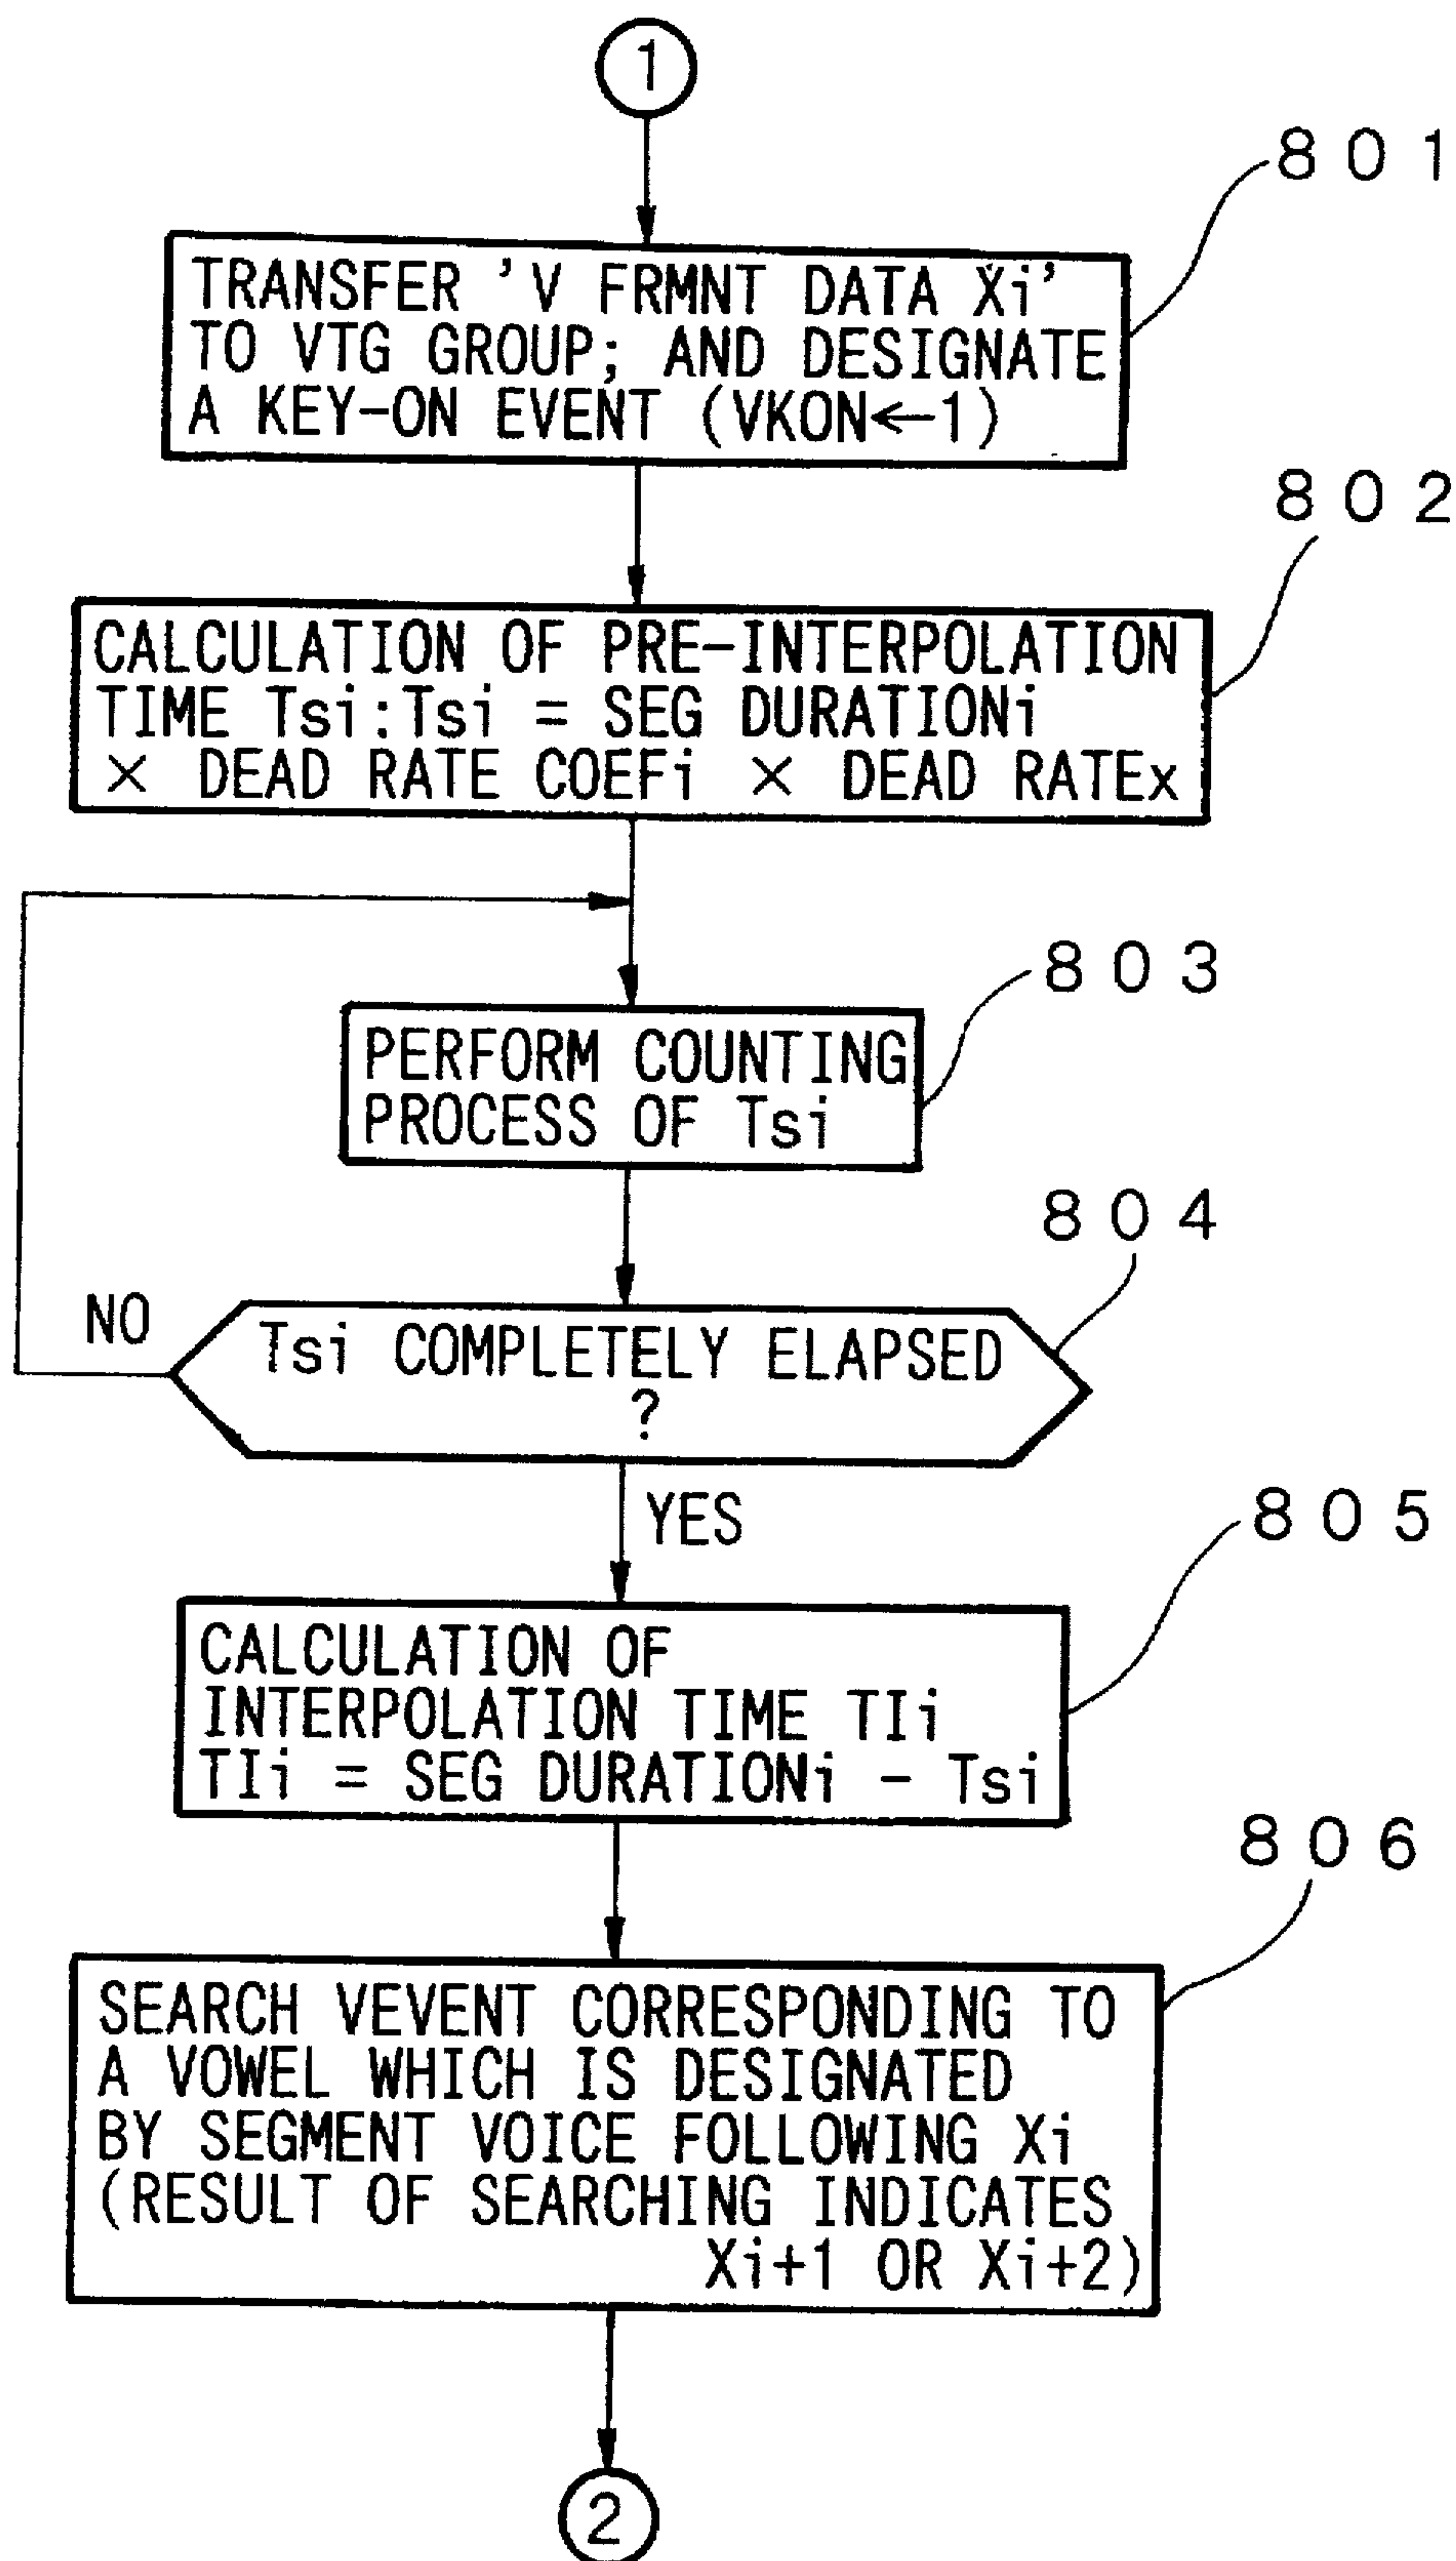 1
801
TRANSFER 'V FRMNT DATA Xi'
TO VTG GROUP; AND DESIGNATE
A KEY-ON EVENT (VKON←1)
802
CALCULATION OF PRE-INTERPOLATION
TIME Tsi:Tsi = SEG DURATIONi
× DEAD RATE COEFi × DEAD RATEx
803
PERFORM COUNTING
PROCESS OF Tsi
804
NO
Tsi COMPLETELY ELAPSED
?
YES
805
CALCULATION OF
INTERPOLATION TIME TIi
TIi = SEG DURATIONi - Tsi
806
SEARCH VEVENT CORRESPONDING TO
A VOWEL WHICH IS DESIGNATED
BY SEGMENT VOICE FOLLOWING Xi
(RESULT OF SEARCHING INDICATES
Xi+1 OR Xi+2)
2